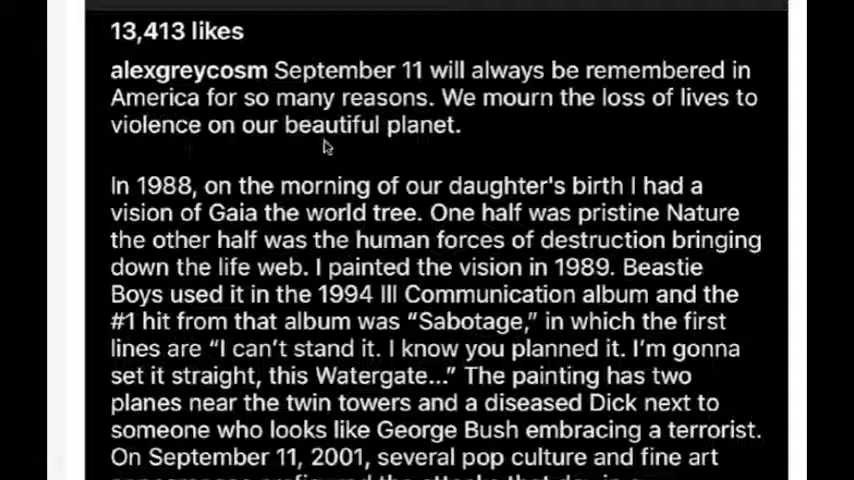 13,413 likes
alexgreycosm September 11 will always be remembered in
America for so many reasons. We mourn the loss of lives to
violence on our beautiful planet.
In 1988, on the morning of our daughter's birth I had a
vision of Gaia the world tree. One half was pristine Nature
the other half was the human forces of destruction bringing
down the life web. I painted the vision in 1989. Beastie
Boys used it in the 1994 Ill Communication album and the
#1 hit from that album was “Sabotage,” in which the first
lines are “I can’t stand it. I know you planned it. I’m gonna
set it straight, this Watergate...” The painting has two
planes near the twin towers and a diseased Dick next to
someone who looks like George Bush embracing a terrorist.
On September 11, 2001, several pop culture and fine art